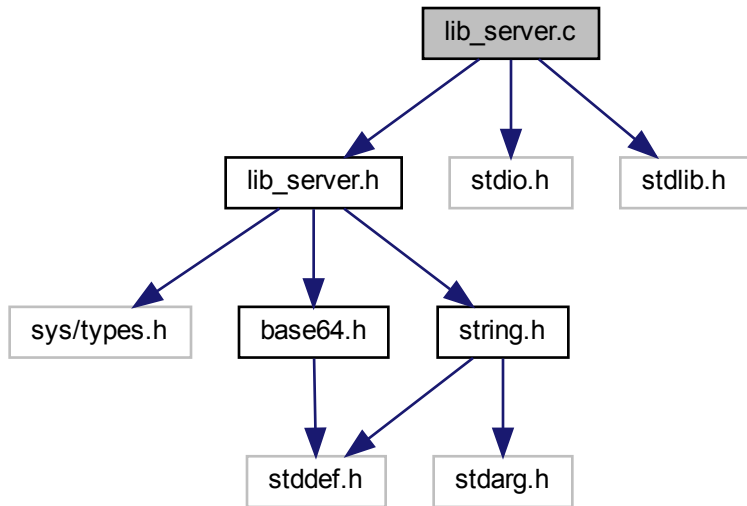 lib_server.c
lib_server.h
stdio.h
stdlib.h
sys/types.h
base64.h
string.h
stddef.h
stdarg.h